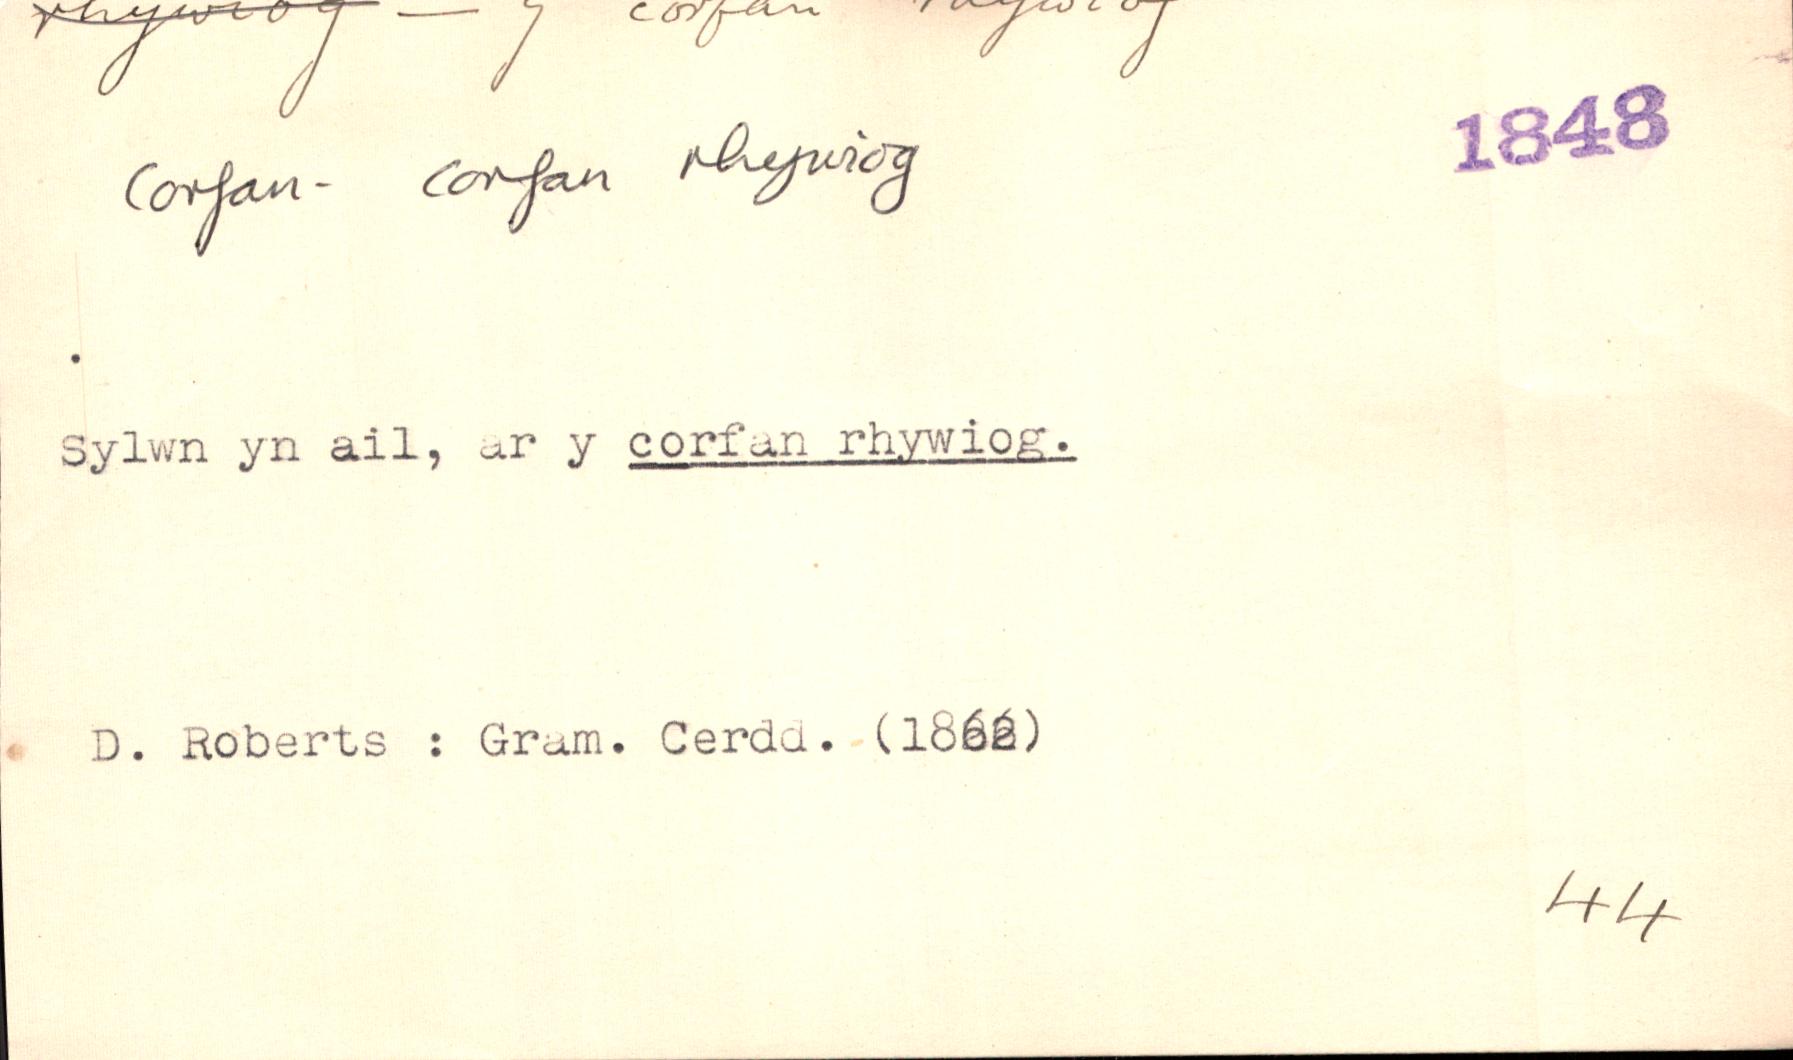 rhywiog — y corfan rhywiog
1848
Corfan - corfan rhywiog
.
Sylwn yn ail, ar y corfan rhywiog.
D. Roberts : Gram. Cerdd. (1862)
44